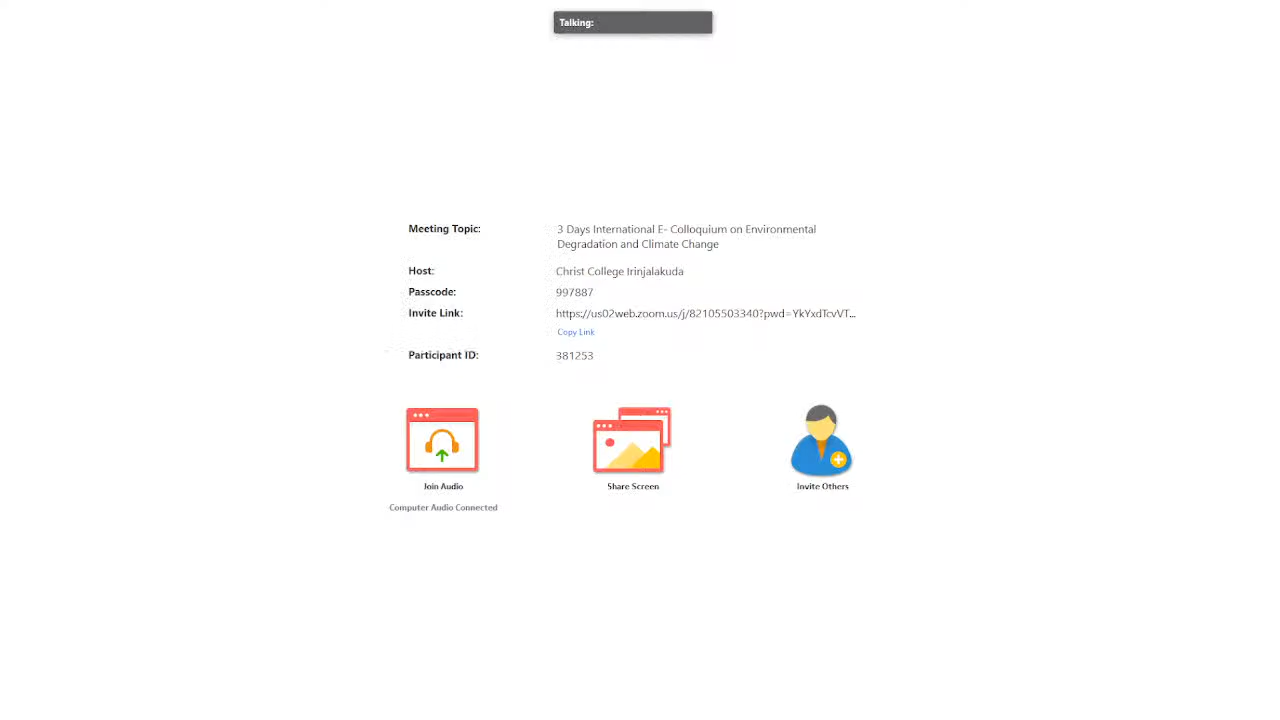 Talking:
Meeting Topic: 3 Days International E- Colloquium on Environmental
Degradation and Climate Change
Host: Christ College Irinjalakuda
Passcode: 997887
Invite Link: https://us02web.zoom.us/j/82105503340?pwd=YkYxdTcvVT...
Copy Link
Participant ID: 381253
Join Audio Share Screen Invite Others
Computer Audio Connected